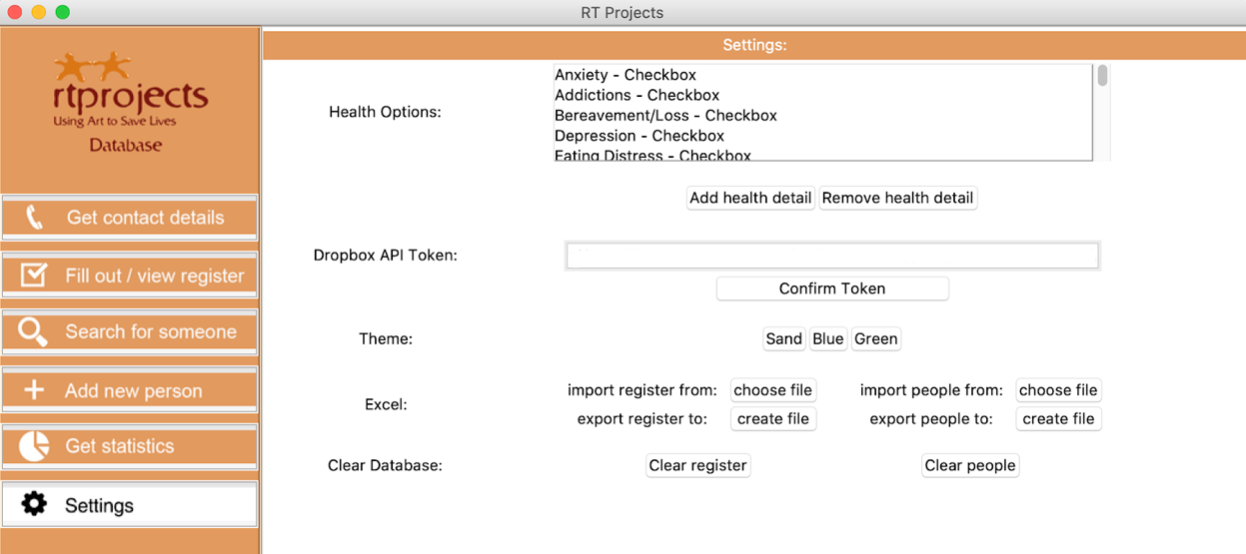 RT Projects
rtprojects
Using Art to Save Lives
Database
Get contact details
Fill out / view register
Search for someone
Add new person
Get statistics
Settings
Settings:
Health Options:
Anxiety - Checkbox
Addictions - Checkbox
Bereavement/Loss - Checkbox
Depression - Checkbox
Eating Distress - Checkbox
Add health detail Remove health detail
Dropbox API Token:
Confirm Token
Theme: Sand Blue Green
Excel:
import register from: choose file import people from: choose file
export register to: create file export people to: create file
Clear Database: Clear register Clear people